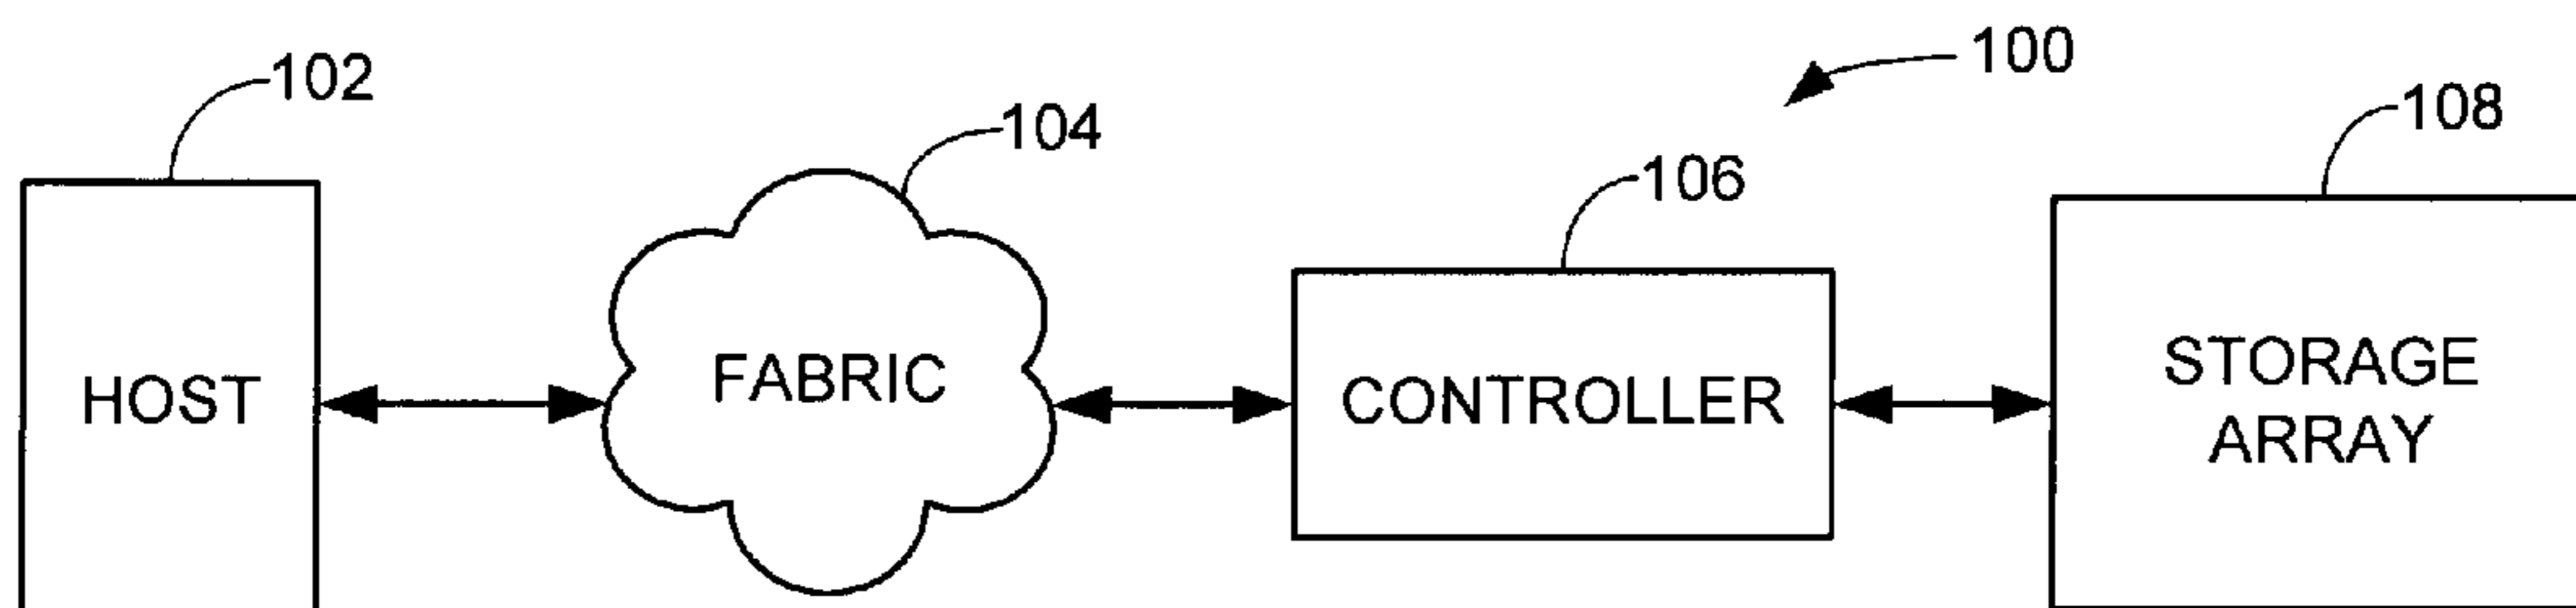 102
104
106
100
108
HOST
FABRIC
CONTROLLER
STORAGE
ARRAY